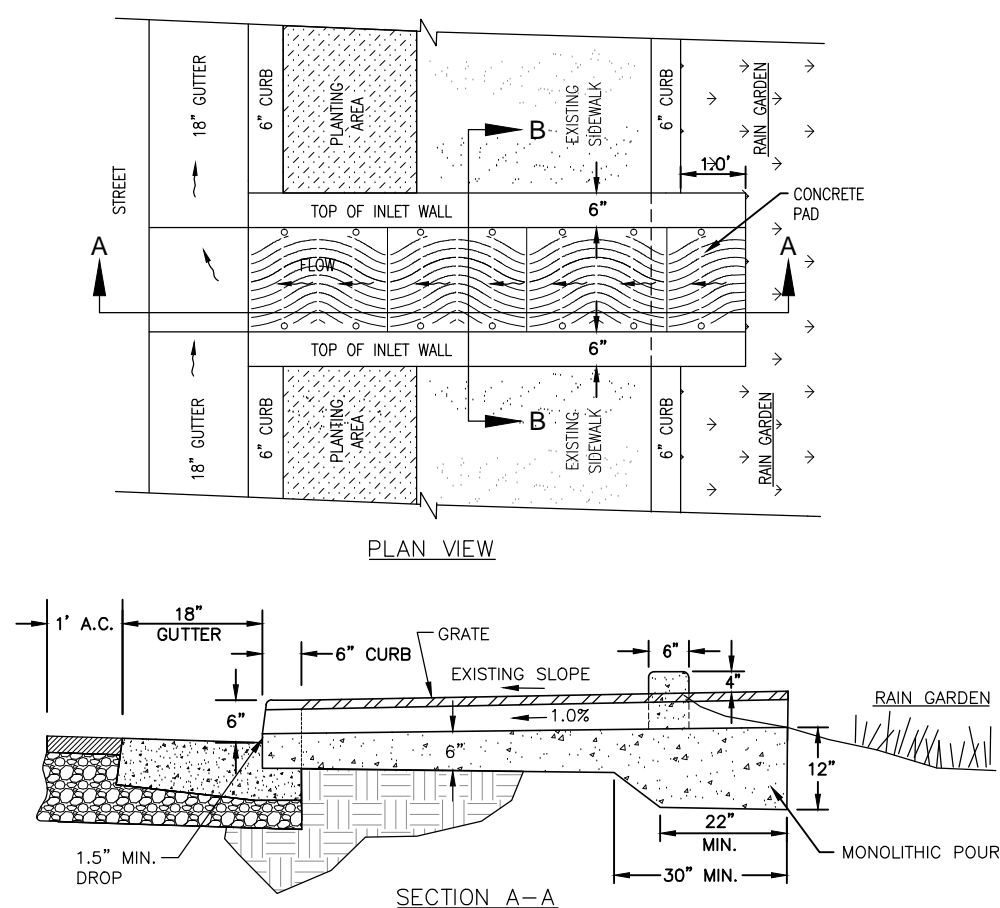 STREET
18" GUTTER
6" CURB
PLANTING
AREA
B
EXISTING
SIDEWALK
6" CURB
RAIN GARDEN
1.0'
CONCRETE
PAD
TOP OF INLET WALL
6"
A
FLOW
A
TOP OF INLET WALL
6"
18" GUTTER
6" CURB
PLANTING
AREA
B
EXISTING
SIDEWALK
6" CURB
RAIN GARDEN
PLAN VIEW
1' A.C.
18"
GUTTER
6" CURB
GRATE
EXISTING SLOPE
6"
4"
RAIN GARDEN
6"
1.0%
6"
12"
22"
MIN.
30" MIN.
MONOLITHIC POUR
1.5" MIN.
DROP
SECTION A-A